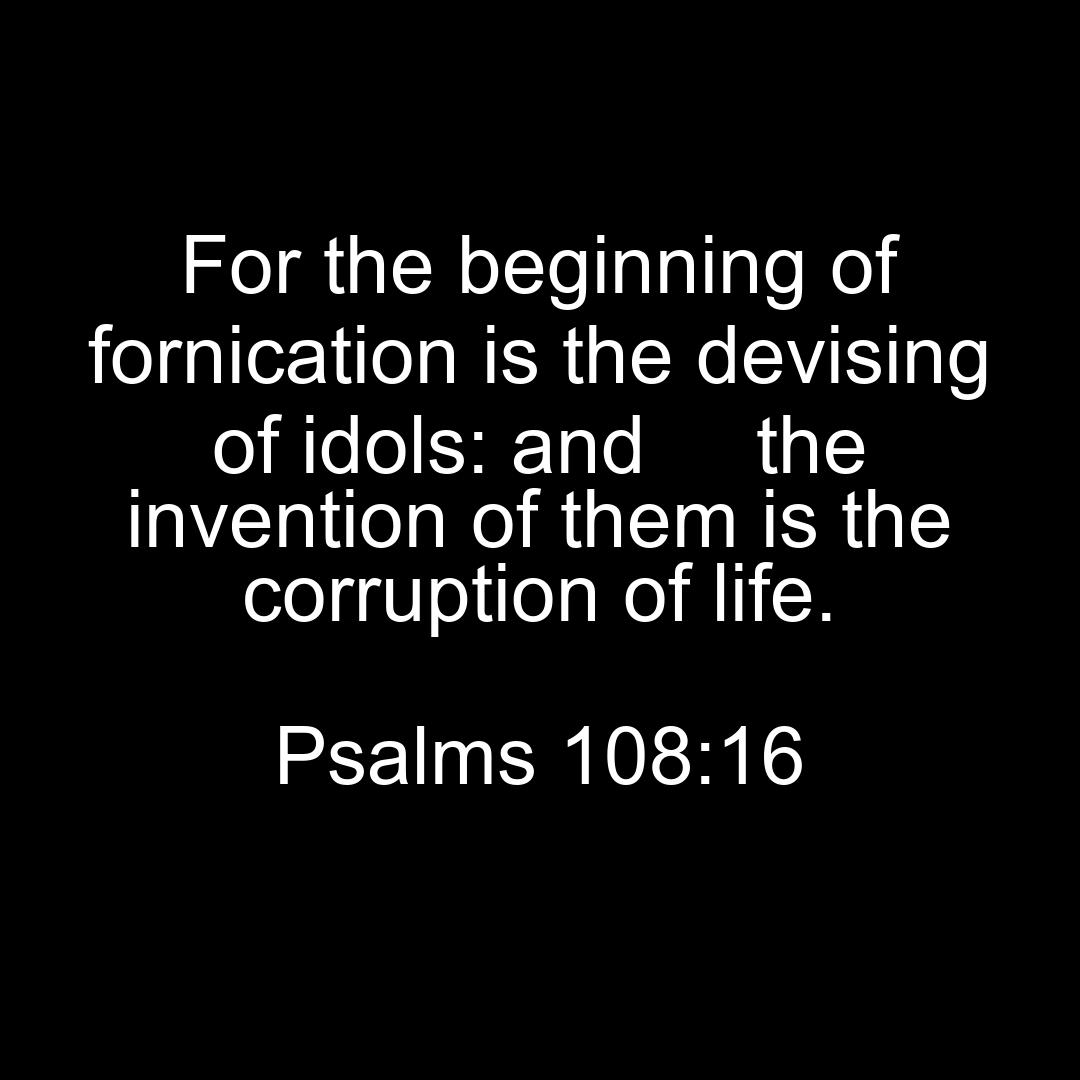 For the beginning of
fornication is the devising
of idols: and the
invention of them is the
corruption of life.
Psalms 108:16